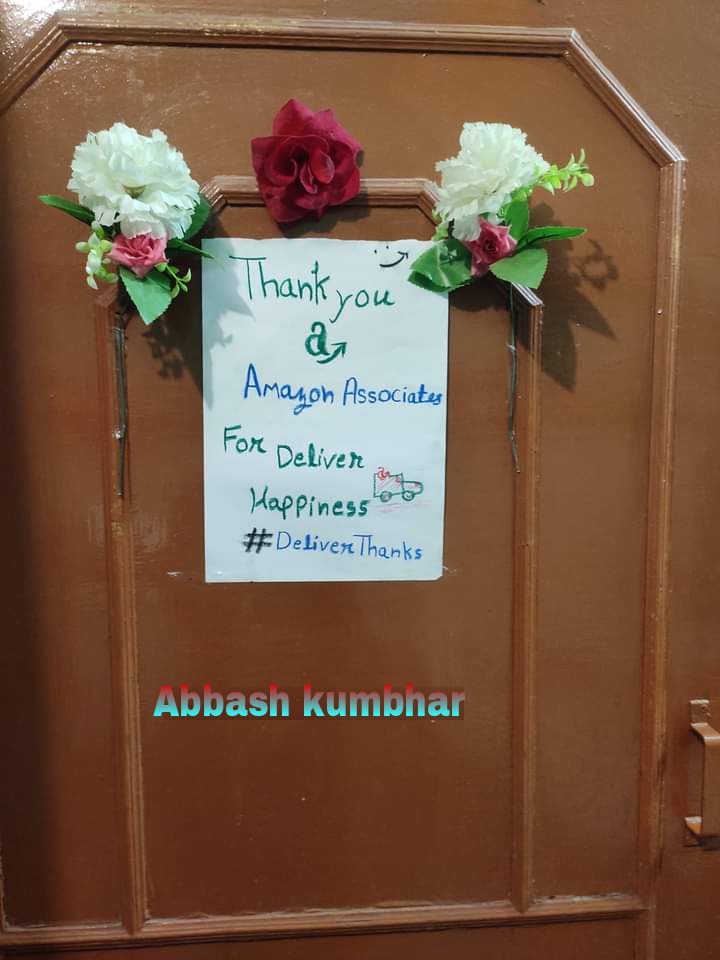 Thank you
a
Amazon Associates
For Deliver
Happiness
a
#DeliverThanks
Abbash kumbhar